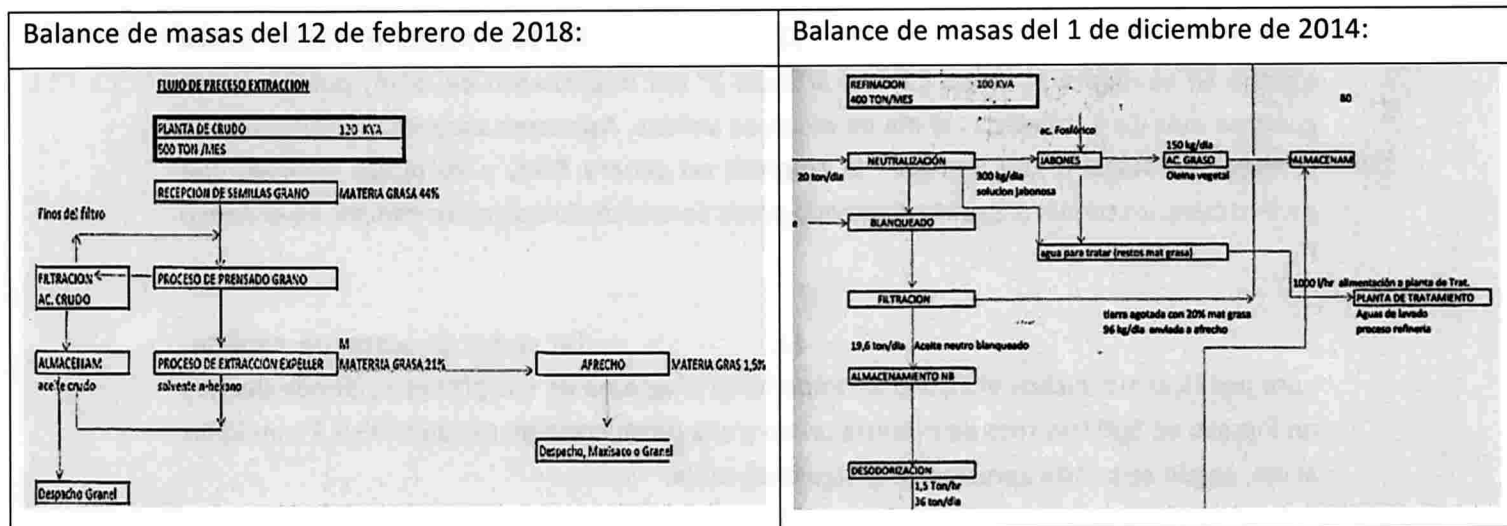 Balance de masas del 12 de febrero de 2018:
FLUJO DE PRECESO EXTRACCION
PLANTA DE CRUDO 120 KVA
500 TON /MES
RECEPCIÓN DE SEMILLAS GRANO MATERIA GRASA 44%
Finos del filtro
FILTRACION
AC. CRUDO
PROCESO DE PRENSADO GRANO
ALMACENAM.
aceite crudo
M
PROCESO DE EXTRACCION EXPELLER MATERRIA GRASA 21%
solvente n-hexano
AFRECHO MATERIA GRAS 1,5%
Despacho, Maxisaco o Granel
Despacho Granel
Balance de masas del 1 de diciembre de 2014:
REFINACION 100 KVA
400 TON/MES
80
ac. Fosfórico
20 ton/dia
NEUTRALIZACIÓN
300 kg/dia
solucion Jabonosa
JABONES
150 kg/dia
AC. GRASO
Oleina vegetal
ALMACENAM
BLANQUEADO
agua para tratar (restos mat grasa)
1000 l/hr alimentación a planta de Trat.
PLANTA DE TRATAMIENTO
Aguas de lavado
proceso refineria
FILTRACION
tierra agotada con 20% mat grasa
96 kg/dia enviada a afrecho
19,6 ton/dia Aceite neutro blanqueado
ALMACENAMIENTO NB
DESODORIZACION
1,5 Ton/hr
36 ton/dia